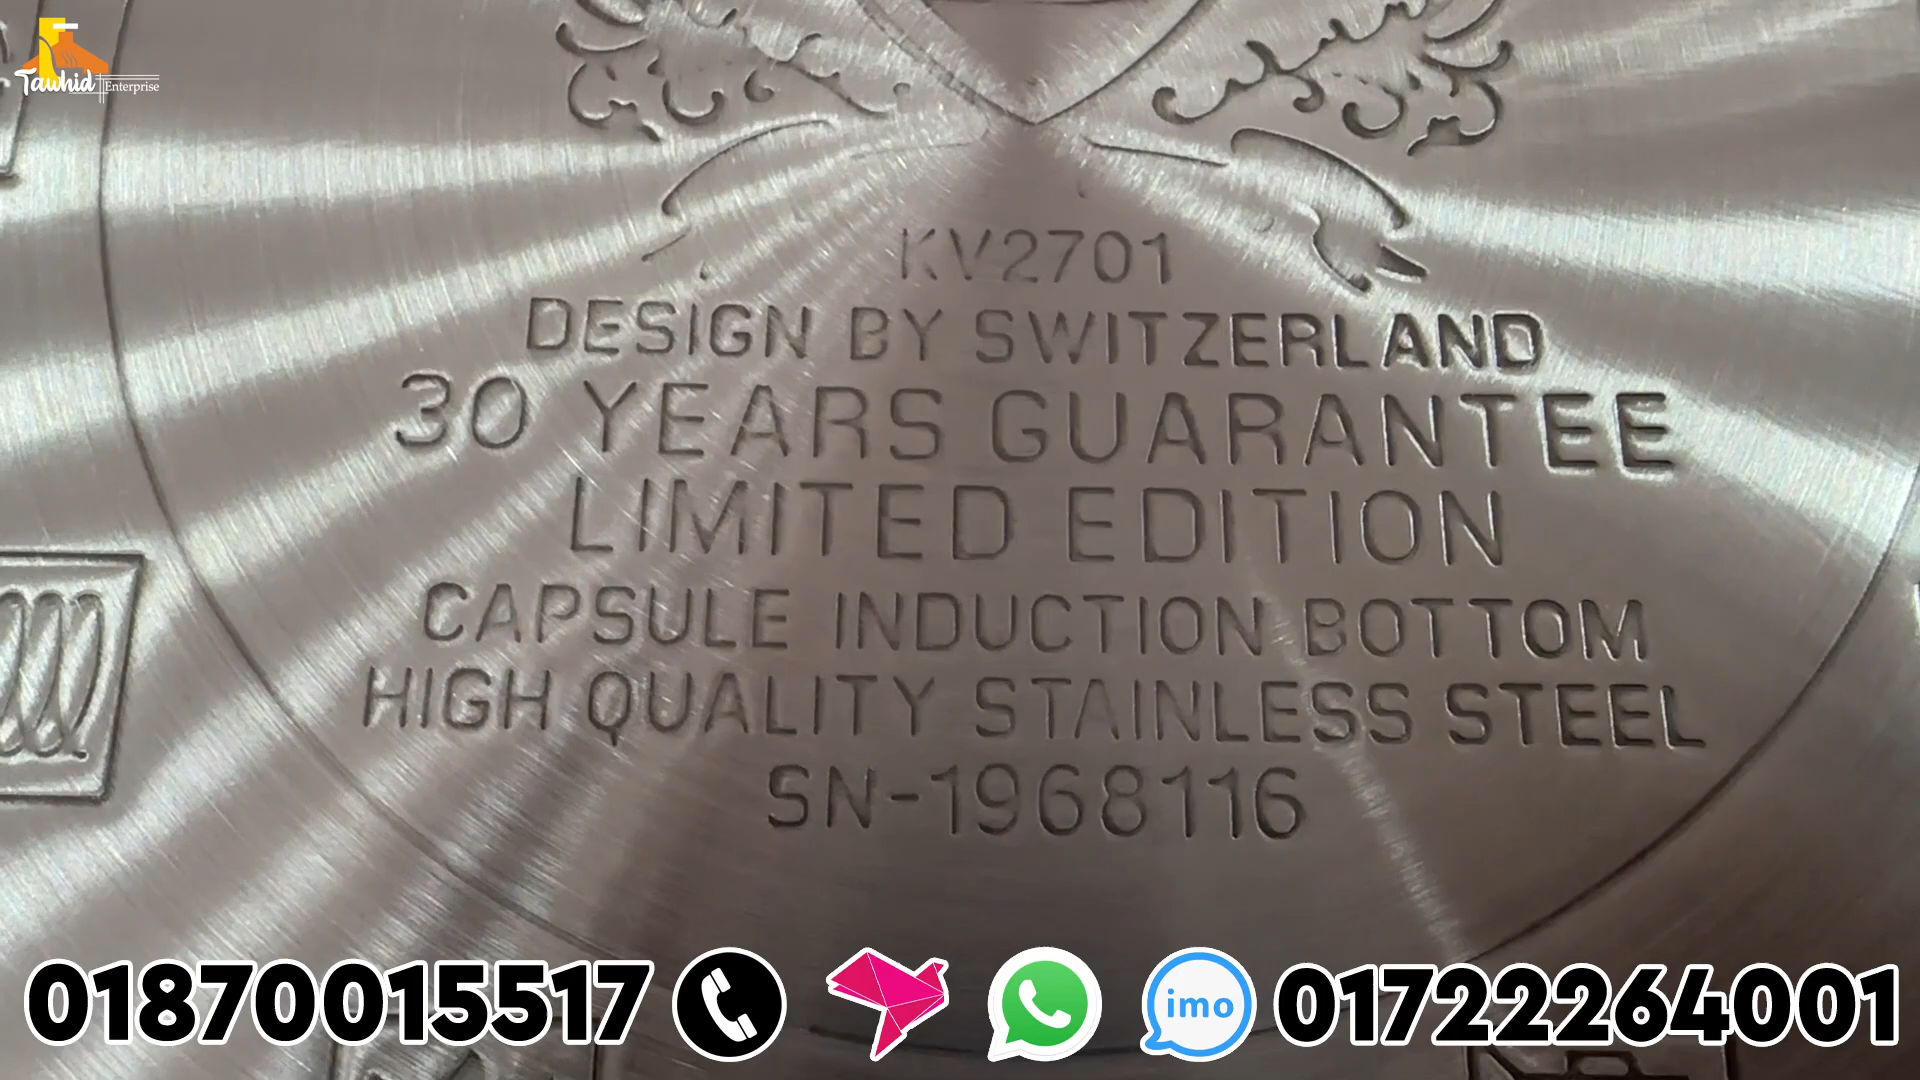 Tawhid Enterprise
KV2701
DESIGN BY SWITZERLAND
30 YEARS GUARANTEE
LIMITED EDITION
CAPSULE INDUCTION BOTTOM
HIGH QUALITY STAINLESS STEEL
SN-1968116
01870015517 imo 01722264001